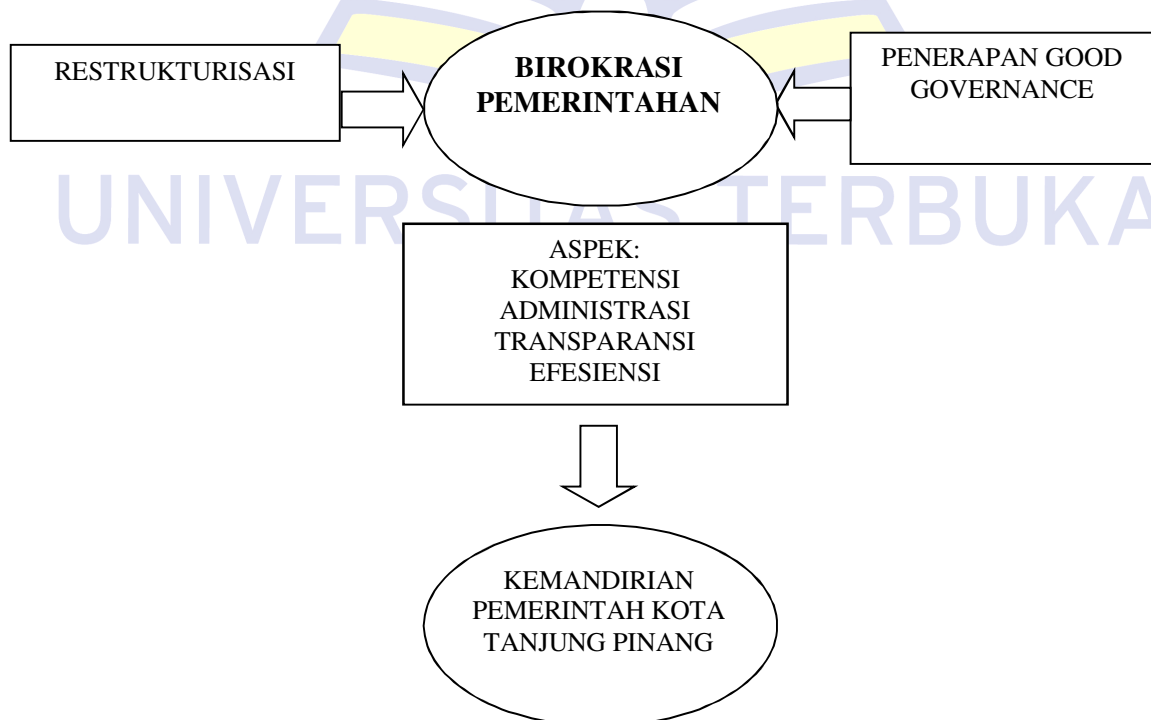 RESTRUKTURISASI
BIROKRASI
PEMERINTAHAN
PENERAPAN GOOD
GOVERNANCE
UNIVERSITAS TERBUKA
ASPEK:
KOMPETENSI
ADMINISTRASI
TRANSPARANSI
EFESIENSI
KEMANDIRIAN
PEMERINTAH KOTA
TANJUNG PINANG